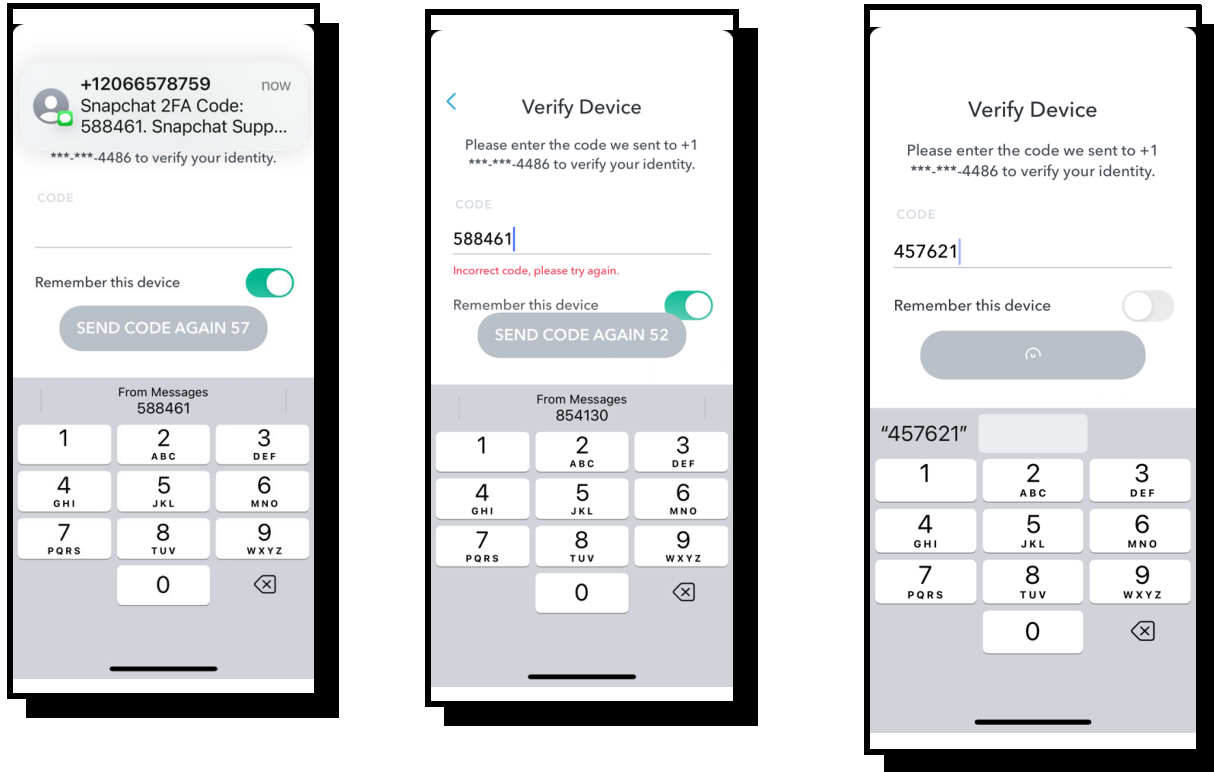 +12066578759 now
Snapchat 2FA Code:
588461. Snapchat Supp...
***-***-4486 to verify your identity.
CODE
Remember this device
SEND CODE AGAIN 57
From Messages
588461
1 2 3
ABC DEF
4 5 6
GHI JKL MNO
7 8 9
PQRS TUV WXYZ
0
Verify Device
Please enter the code we sent to +1
***-***-4486 to verify your identity.
CODE
588461
Incorrect code, please try again.
Remember this device
SEND CODE AGAIN 52
From Messages
854130
1 2 3
ABC DEF
4 5 6
GHI JKL MNO
7 8 9
PQRS TUV WXYZ
0
Verify Device
Please enter the code we sent to +1
***-***-4486 to verify your identity.
CODE
457621
Remember this device
“457621”
1 2 3
ABC DEF
4 5 6
GHI JKL MNO
7 8 9
PQRS TUV WXYZ
0